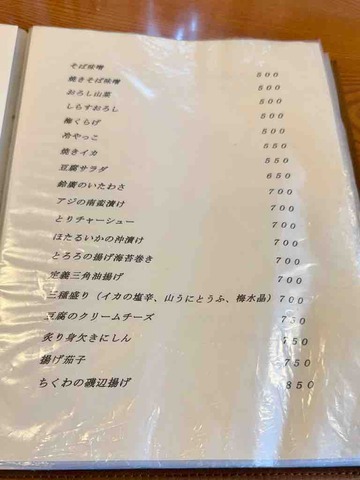 そば味噌 500
焼きそば味噌 500
おろし山菜 500
しらすおろし 500
梅くらげ 550
冷やっこ 550
焼きイカ 550
豆腐サラダ 650
鈴廣のいたわさ 700
アジの南蛮漬け 700
とりチャーシュー 700
ほたるいかの沖漬け 700
とろろの揚げ海苔巻き 700
定義三角油揚げ 700
三種盛り（イカの塩辛、山うにとうふ、梅水晶）700
豆腐のクリームチーズ 750
炙り身欠きにしん 750
揚げ茄子 750
ちくわの磯辺揚げ 850